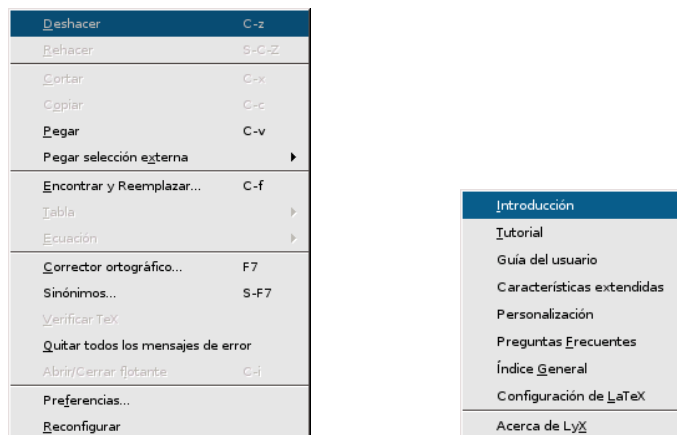 Deshacer C-z
Rehacer S-C-Z
Cortar C-x
Copiar C-c
Pegar C-v
Pegar selección externa
Encontrar y Reemplazar... C-f
Tabla
Ecuación
Corrector ortográfico... F7
Sinónimos... S-F7
Verificar TeX
Quitar todos los mensajes de error
Abrir/Cerrar flotante C-i
Preferencias...
Reconfigurar
Introducción
Tutorial
Guía del usuario
Características extendidas
Personalización
Preguntas Frecuentes
Índice General
Configuración de LaTeX
Acerca de LyX